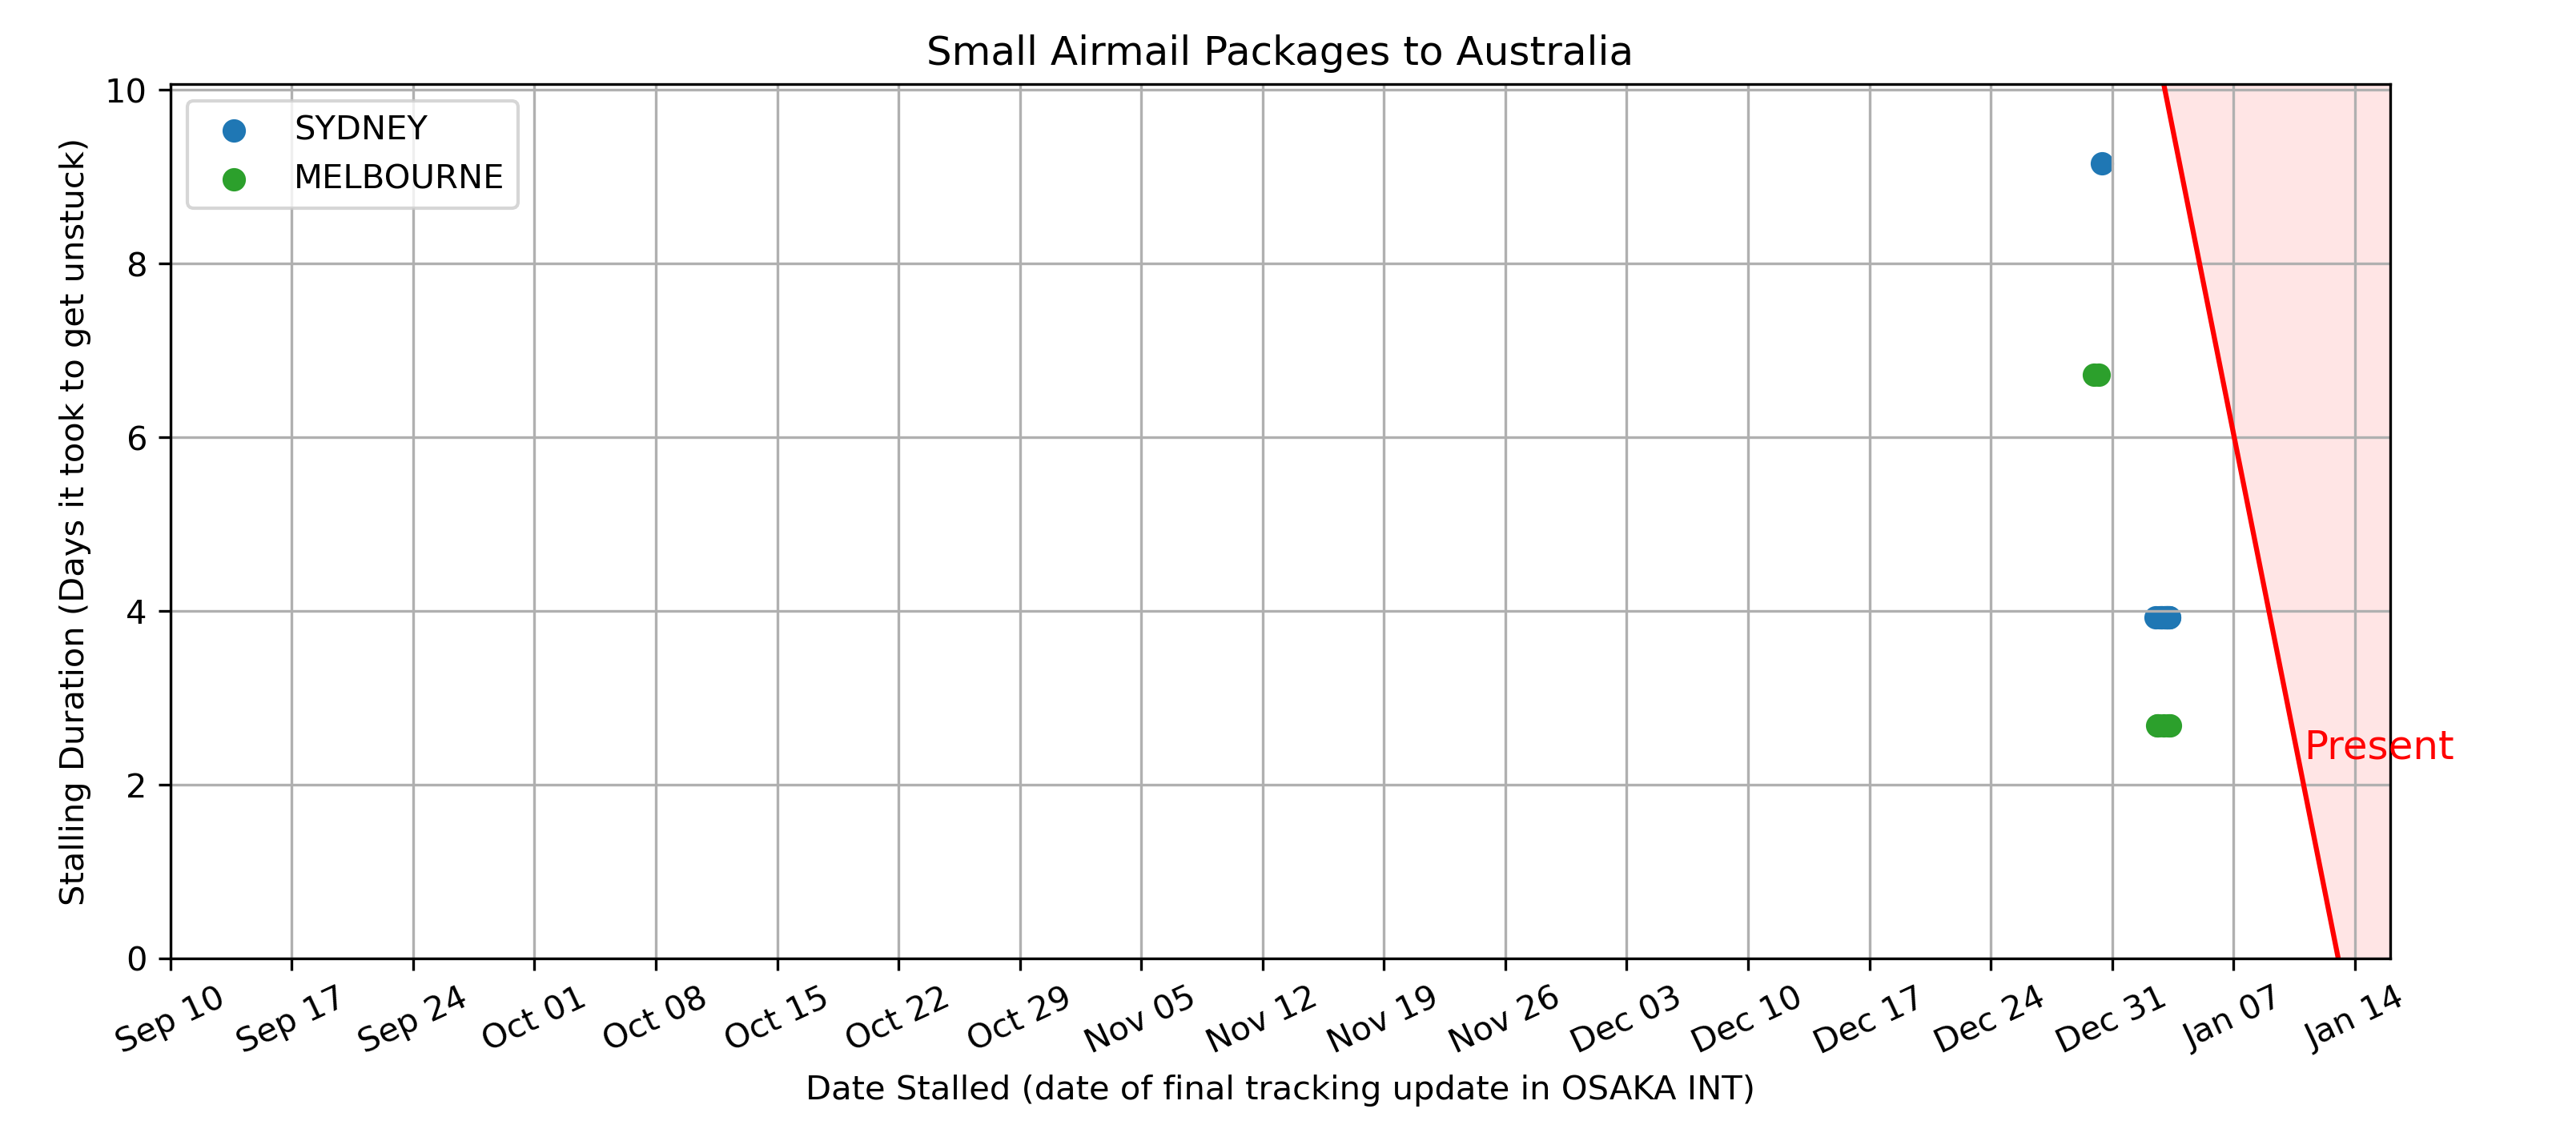 Small Airmail Packages to Australia
SYDNEY
MELBOURNE
Stalling Duration (Days it took to get unstuck)
10
8
6
4
2
0
Present
Sep 10
Sep 17
Sep 24
Oct 01
Oct 08
Oct 15
Oct 22
Oct 29
Nov 05
Nov 12
Nov 19
Nov 26
Dec 03
Dec 10
Dec 17
Dec 24
Dec 31
Jan 07
Jan 14
Date Stalled (date of final tracking update in OSAKA INT)